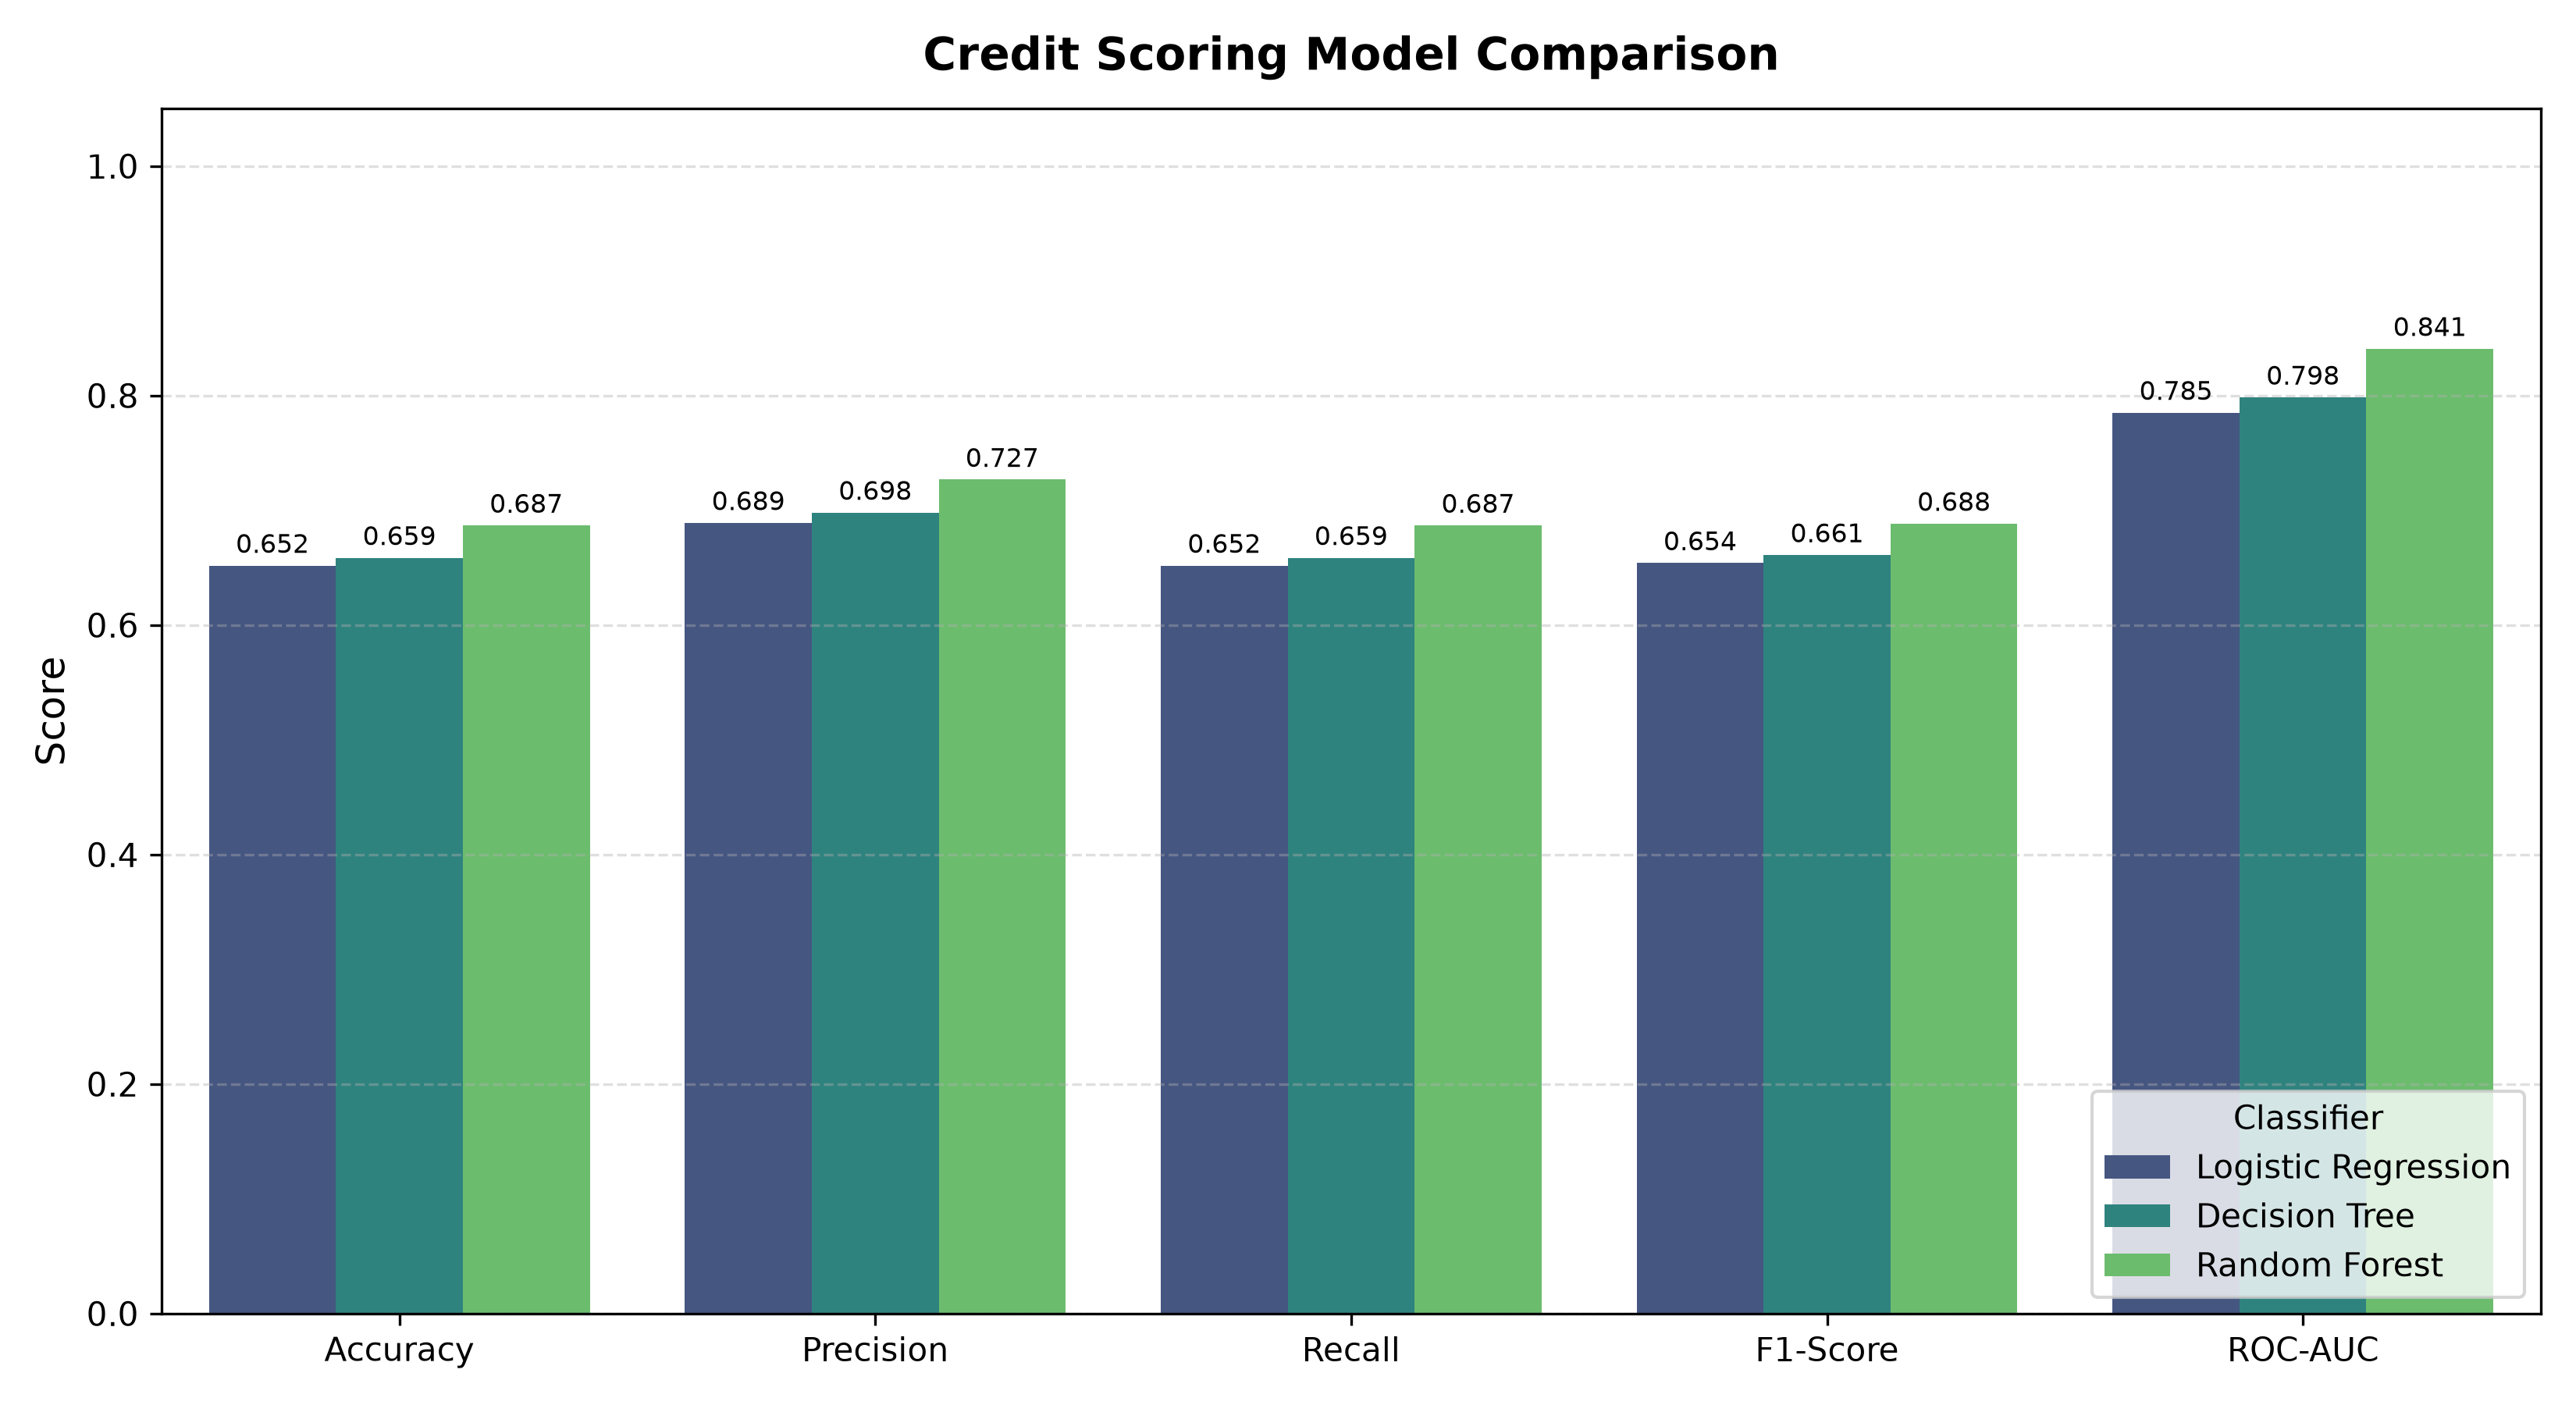 Credit Scoring Model Comparison
Score
1.0
0.8
0.6
0.4
0.2
0.0
0.652
0.659
0.687
0.689
0.698
0.727
0.652
0.659
0.687
0.654
0.661
0.688
0.785
0.798
0.841
Classifier
Logistic Regression
Decision Tree
Random Forest
Accuracy
Precision
Recall
F1-Score
ROC-AUC